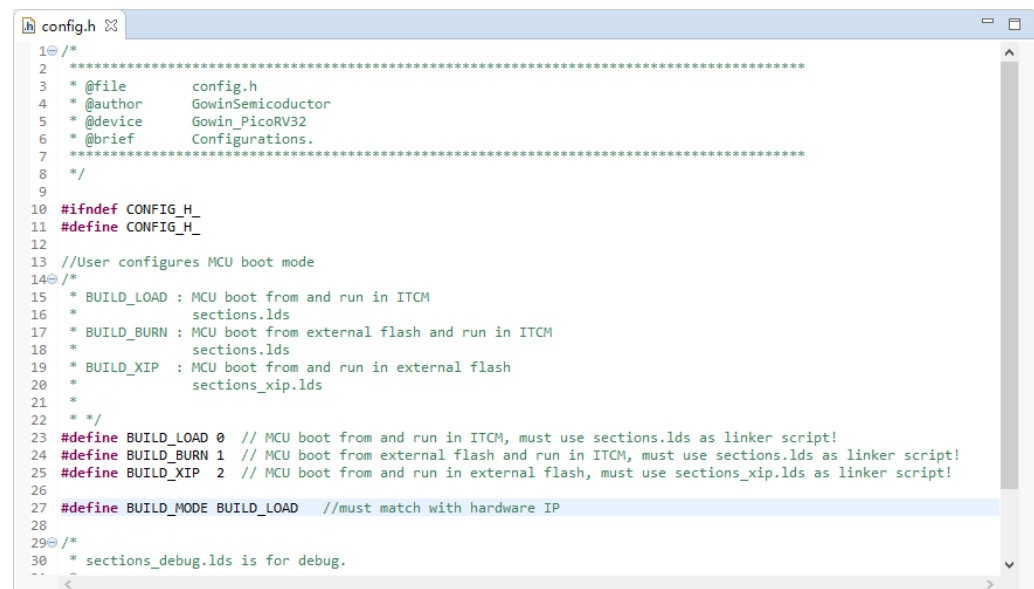 config.h
1 /*
2 ******************************************************************************************
3 * @file config.h
4 * @author GowinSemicoductor
5 * @device Gowin_PicoRV32
6 * @brief Configurations.
7 ******************************************************************************************
8 */
9
10 #ifndef CONFIG_H_
11 #define CONFIG_H_
12
13 //User configures MCU boot mode
14 /*
15 * BUILD_LOAD : MCU boot from and run in ITCM
16 * sections.lds
17 * BUILD_BURN : MCU boot from external flash and run in ITCM
18 * sections.lds
19 * BUILD_XIP : MCU boot from and run in external flash
20 * sections_xip.lds
21 *
22 * */
23 #define BUILD_LOAD 0 // MCU boot from and run in ITCM, must use sections.lds as linker script!
24 #define BUILD_BURN 1 // MCU boot from external flash and run in ITCM, must use sections.lds as linker script!
25 #define BUILD_XIP 2 // MCU boot from and run in external flash, must use sections_xip.lds as linker script!
26
27 #define BUILD_MODE BUILD_LOAD //must match with hardware IP
28
29 /*
30 * sections_debug.lds is for debug.